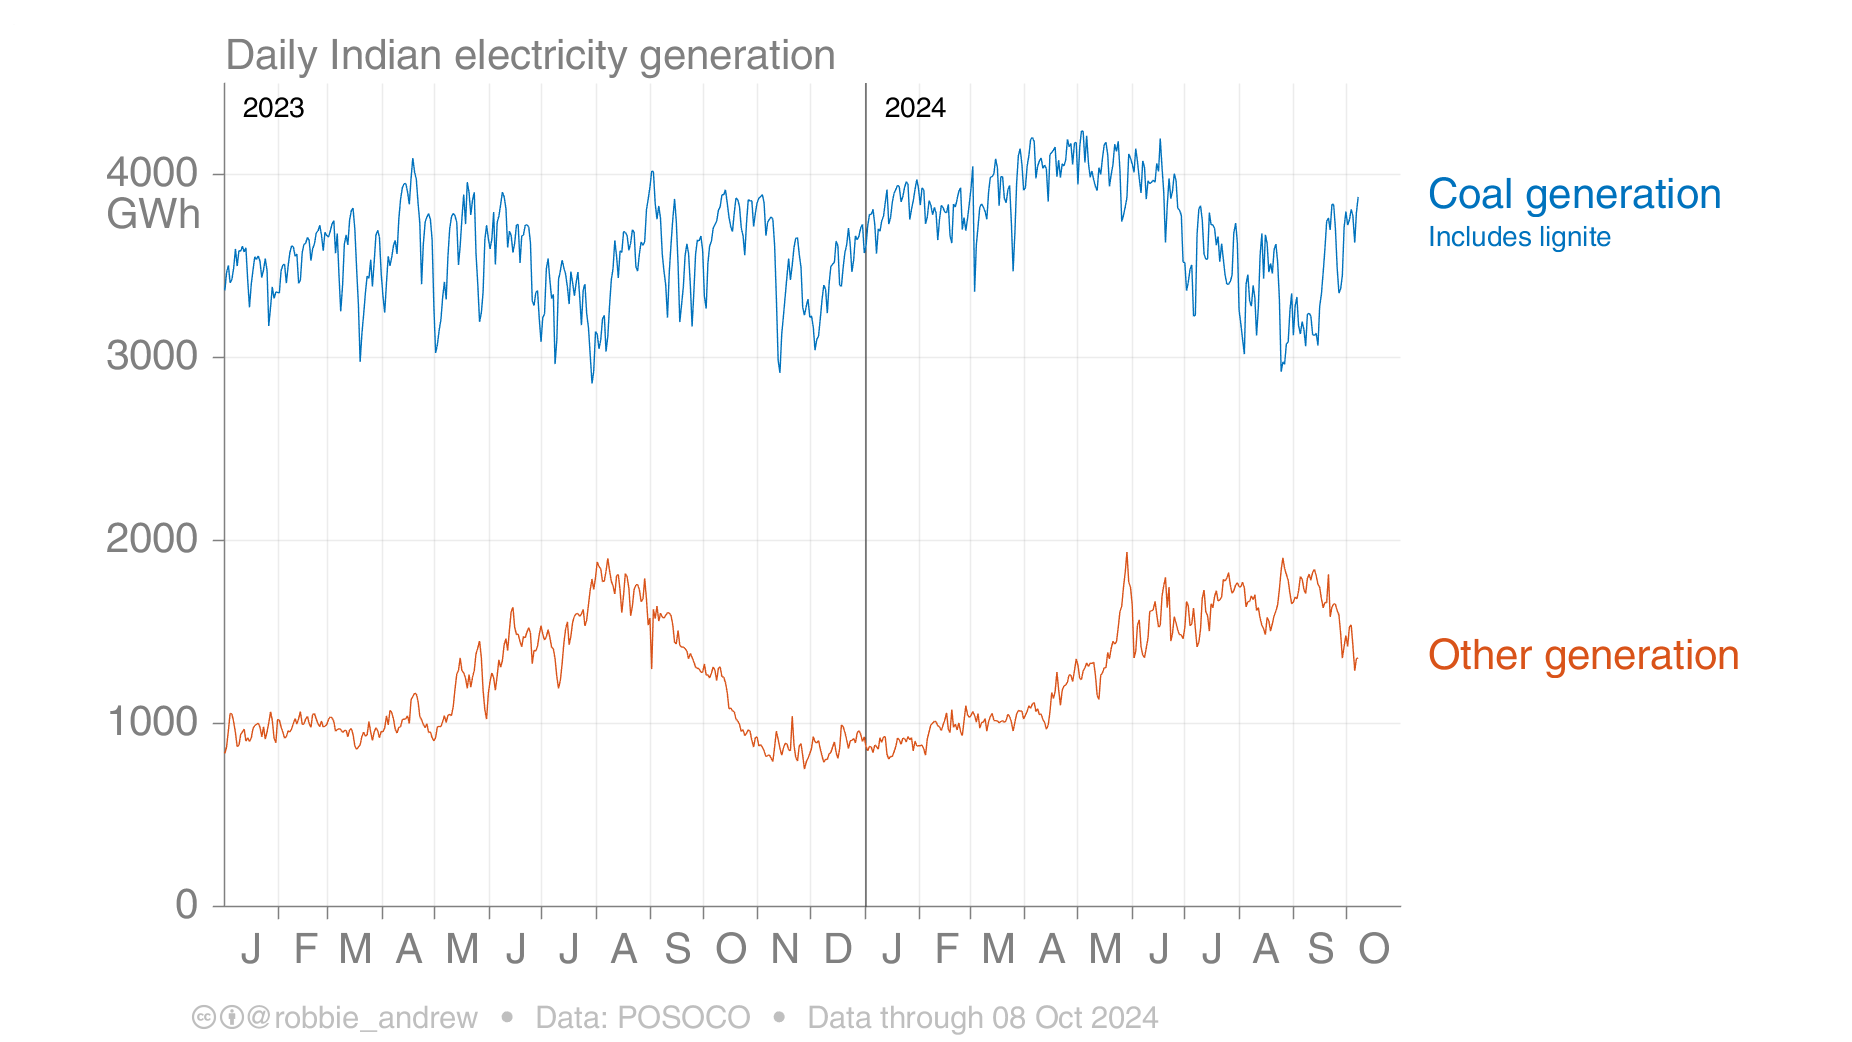 Daily Indian electricity generation
2023
2024
4000
GWh
3000
2000
1000
0
Coal generation
Includes lignite
Other generation
J F M A M J J A S O N D J F M A M J J A S O
cc @robbie_andrew • Data: POSOCO • Data through 08 Oct 2024